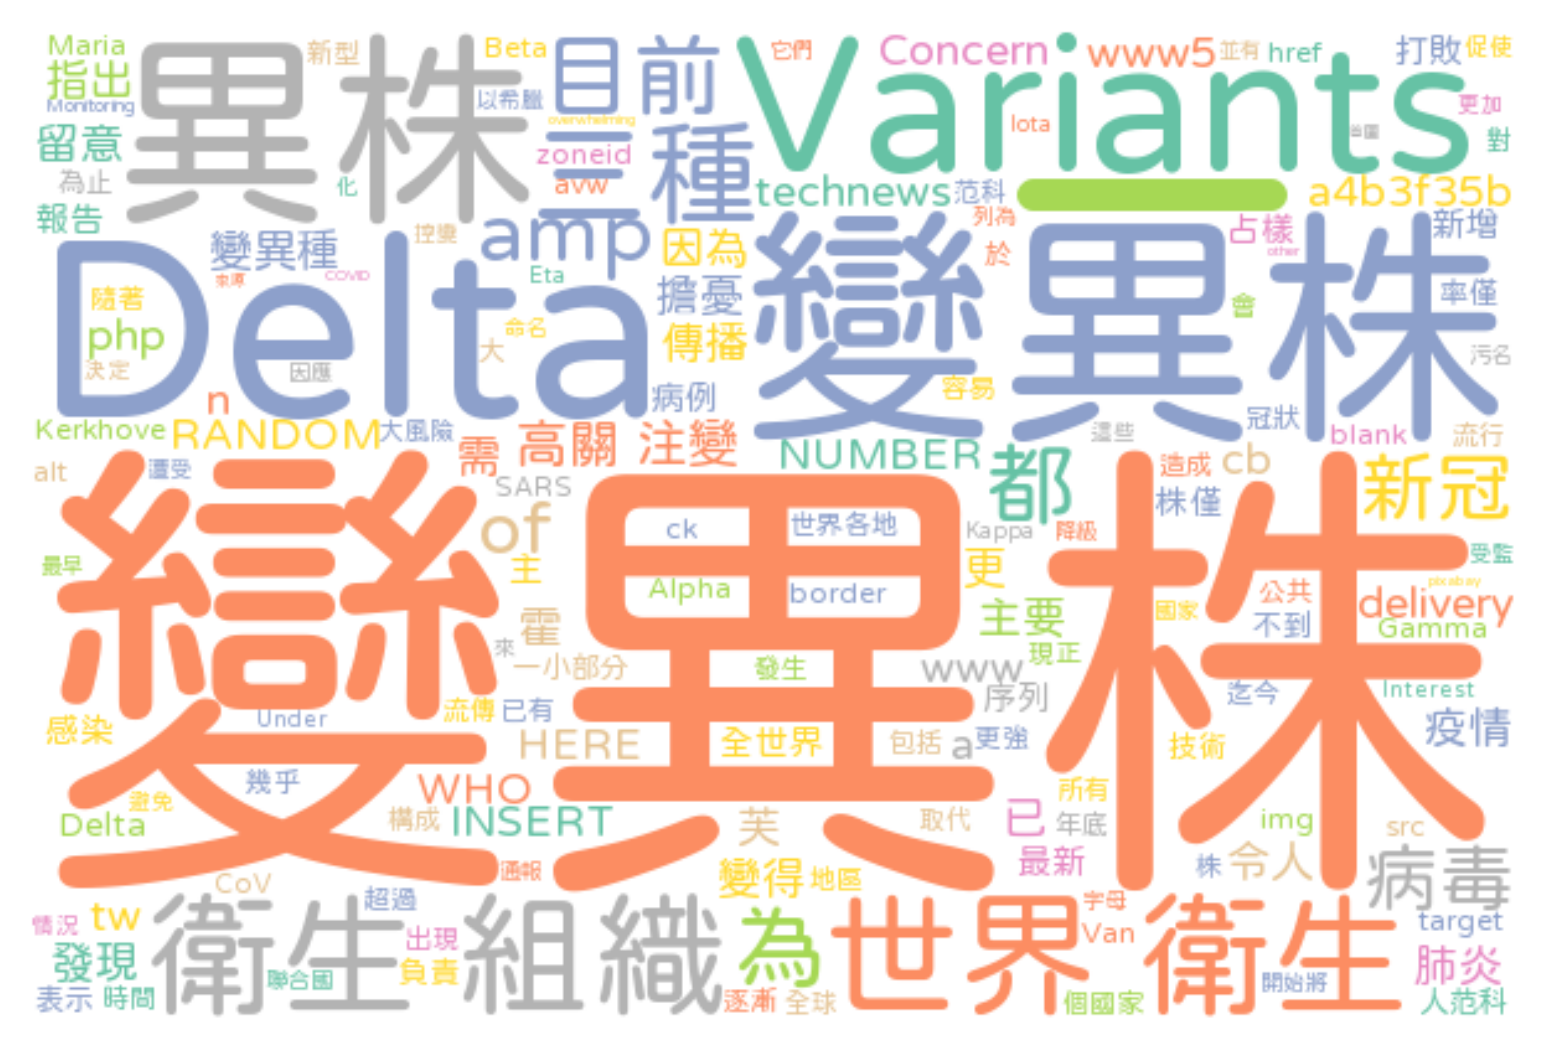 Maria
指出
Monitoring
異株
新型
Beta
以希臘
目前
overwhelming
三種
Variants
它們
Concern
www5
並有
href
打敗
促使
更加
對
Iota
留意
為止
報告
化
zoneid
avw
technews
范科
列為
於
a4b3f35b
占樣
other
新增
變異種
控變
amp
因為
Eta
COVID
擔憂
Delta
變異株
會
率僅
污名
隨著
php
決定
因應
命名
大
傳播
病例
容易
冠狀
n
Kerkhove
RANDOM
大風險
需
高關
注變
NUMBER
都
這些
blank
流行
alt
遭受
SARS
of
造成
cb
株僅
新冠
變異株
ck
世界各地
Kappa
降級
受監
pixabay
最早
主
更
Alpha
border
國家
公共
delivery
霍
主要
不到
Gamma
來
一小部分
發生
www
現正
序列
迄今
Interest
感染
Under
流傳
已有
HERE
全世界
包括
a
更強
技術
疫情
幾乎
避免
WHO
所有
Delta
構成
INSERT
芙
取代
已
年底
img
src
通報
變得
地區
最新
株
令人
病毒
CoV
情況
tw
超過
衛生組織
為
世界衛生
字母
Van
target
發現
出現
聯合國
負責
肺炎
表示
時間
逐漸
全球
個國家
開始將
人范科